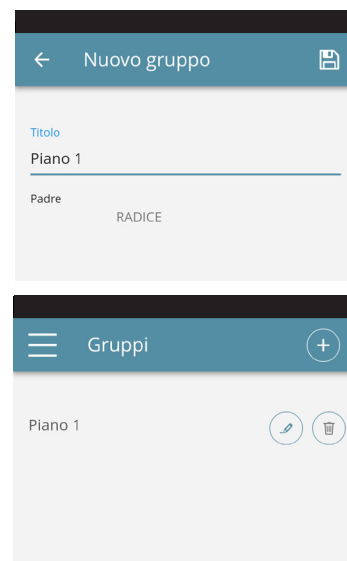 Nuovo gruppo
Titolo
Piano 1
Padre
RADICE
Gruppi
Piano 1